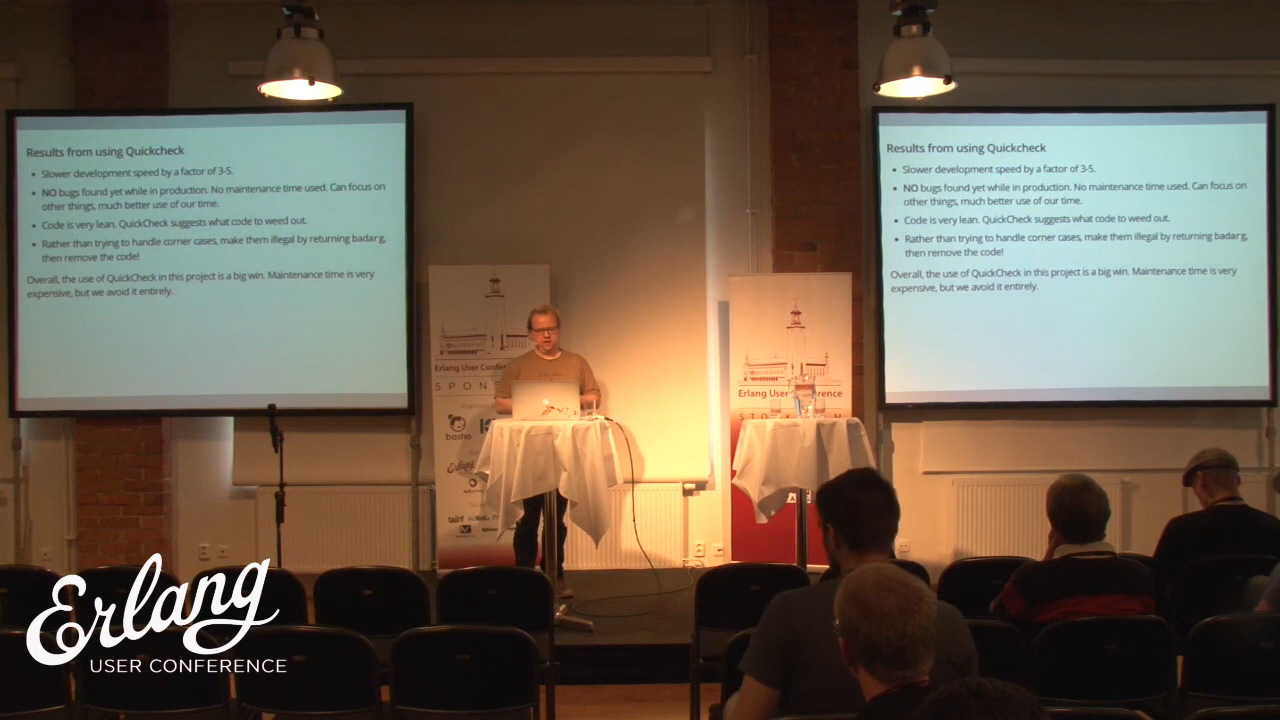 Results from using Quickcheck
• Slower development speed by a factor of 3-5.
• NO bugs found yet while in production. No maintenance time used. Can focus on
other things, much better use of our time.
• Code is very lean. QuickCheck suggests what code to weed out.
• Rather than trying to handle corner cases, make them illegal by returning badarg,
then remove the code!
Overall, the use of QuickCheck in this project is a big win. Maintenance time is very
expensive, but we avoid it entirely.
Results from using Quickcheck
• Slower development speed by a factor of 3-5.
• NO bugs found yet while in production. No maintenance time used. Can focus on
other things, much better use of our time.
• Code is very lean. QuickCheck suggests what code to weed out.
• Rather than trying to handle corner cases, make them illegal by returning badarg,
then remove the code!
Overall, the use of QuickCheck in this project is a big win. Maintenance time is very
expensive, but we avoid it entirely.
Erlang User Confe
SPONS
basho
Erlang
Erlang User Conference
Erlang
USER CONFERENCE